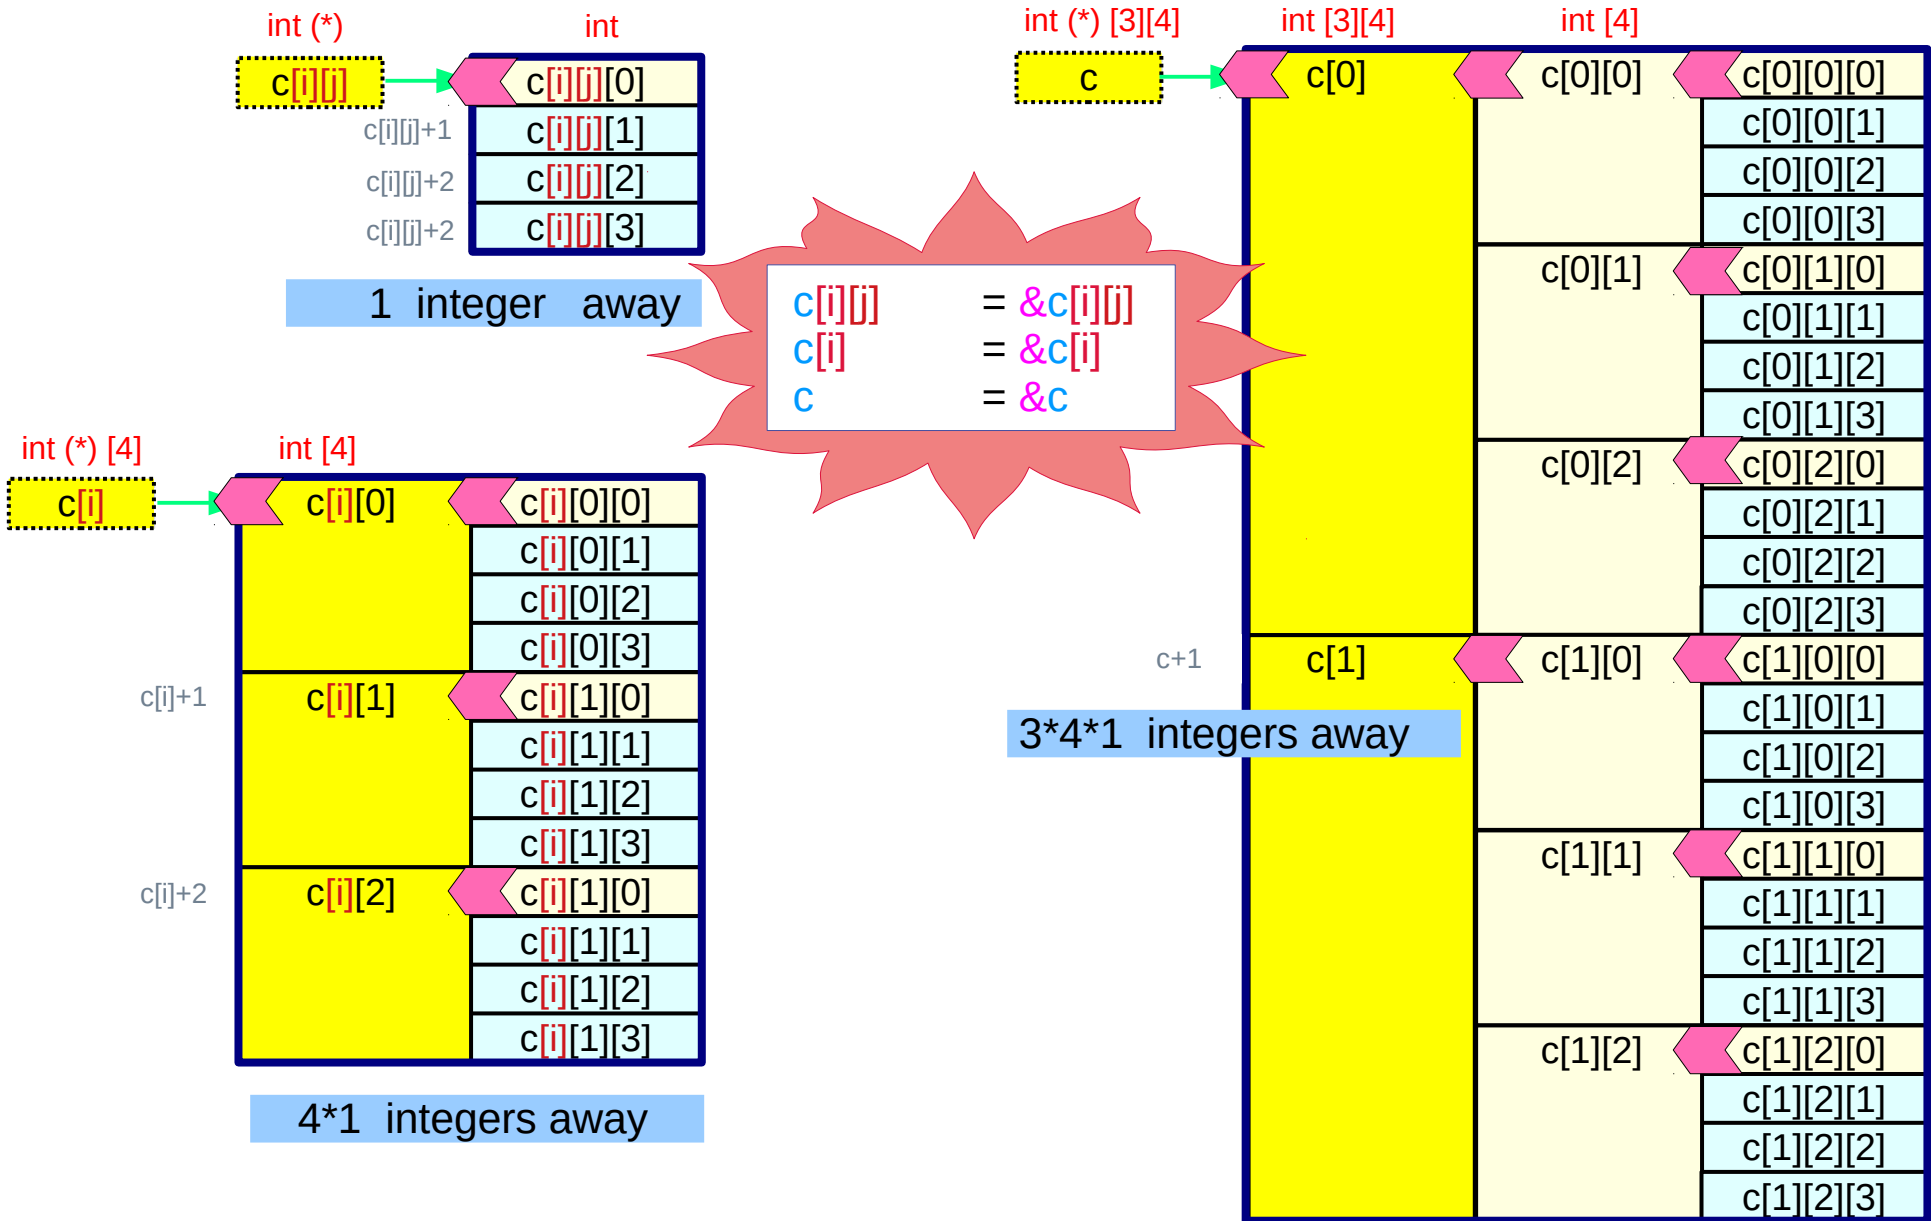 int (*)
int
c[i][j]
c[i][j][0]
c[i][j]+1
c[i][j][1]
c[i][j]+2
c[i][j][2]
c[i][j]+2
c[i][j][3]
1 integer away
c[i][j] = &c[i][j]
c[i] = &c[i]
c = &c
int (*) [4]
int [4]
c[i]
c[i][0]
c[i][0][0]
c[i][0][1]
c[i][0][2]
c[i][0][3]
c[i]+1
c[i][1]
c[i][1][0]
c[i][1][1]
c[i][1][2]
c[i][1][3]
c[i]+2
c[i][2]
c[i][1][0]
c[i][1][1]
c[i][1][2]
c[i][1][3]
4*1 integers away
int (*) [3][4]
int [3][4]
int [4]
c
c[0]
c[0][0]
c[0][0][0]
c[0][0][1]
c[0][0][2]
c[0][0][3]
c[0][1]
c[0][1][0]
c[0][1][1]
c[0][1][2]
c[0][1][3]
c[0][2]
c[0][2][0]
c[0][2][1]
c[0][2][2]
c[0][2][3]
c+1
c[1]
c[1][0]
c[1][0][0]
c[1][0][1]
3*4*1 integers away
c[1][0][2]
c[1][0][3]
c[1][1]
c[1][1][0]
c[1][1][1]
c[1][1][2]
c[1][1][3]
c[1][2]
c[1][2][0]
c[1][2][1]
c[1][2][2]
c[1][2][3]